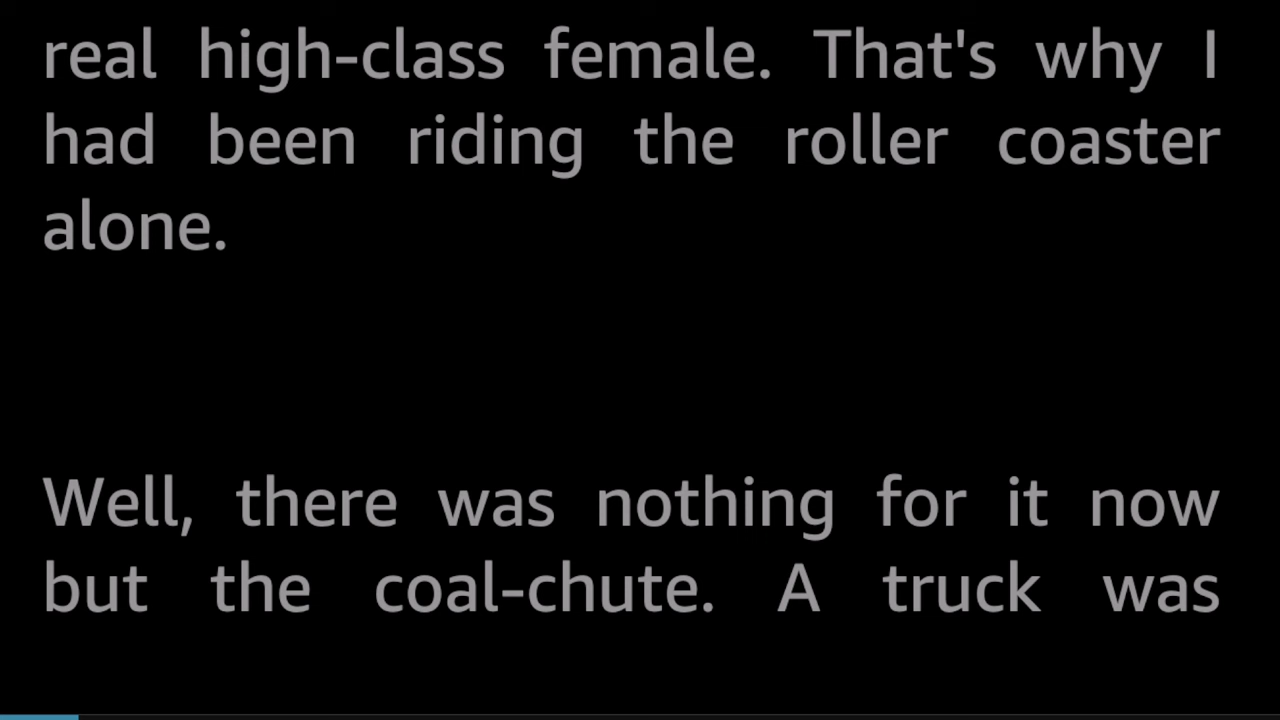 real high-class female. That's why I
had been riding the roller coaster
alone.
Well, there was nothing for it now
but the coal-chute. A truck was